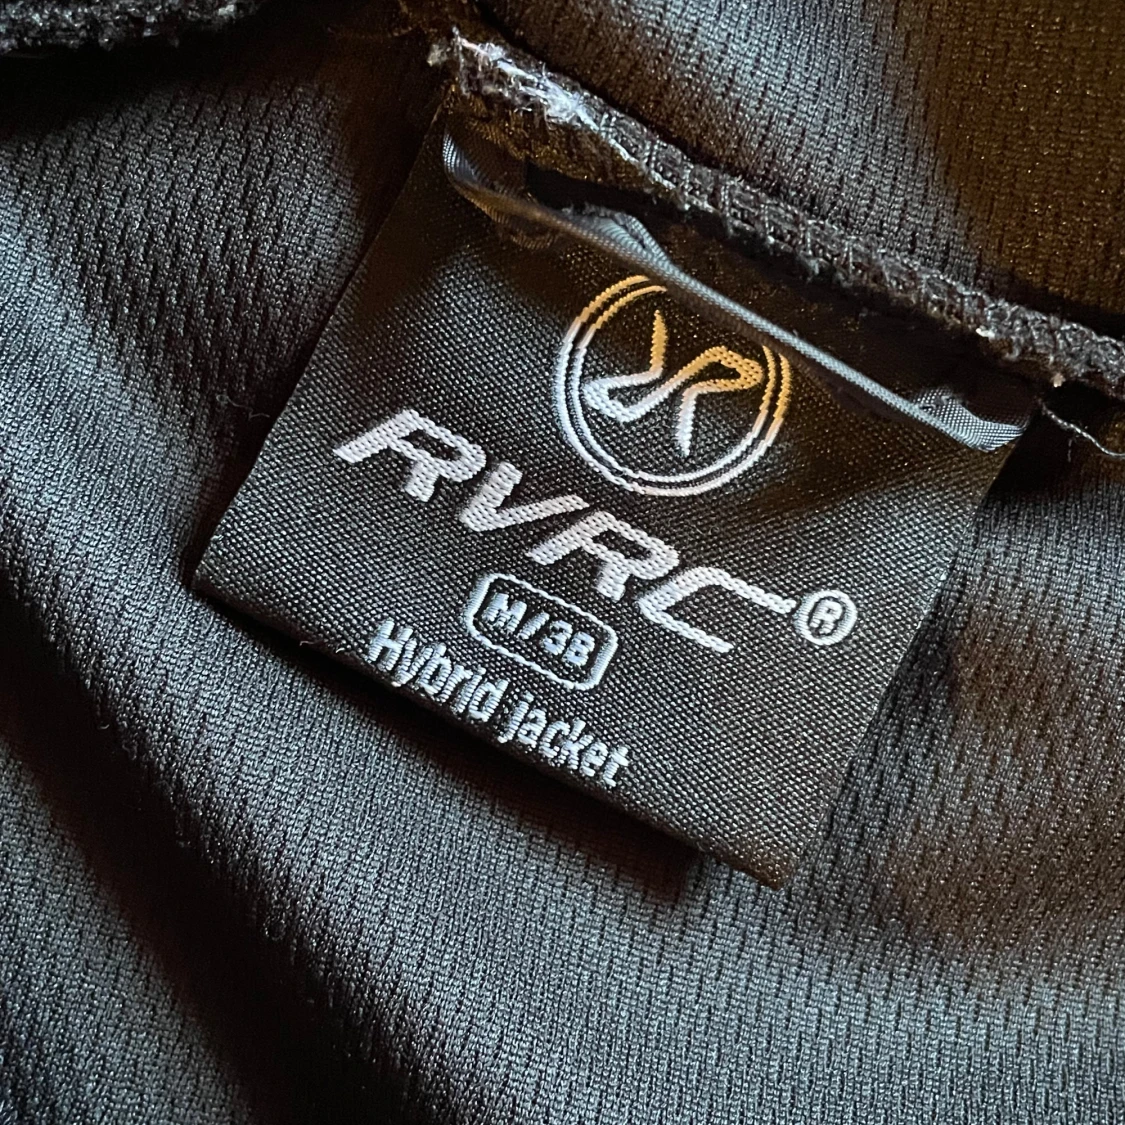 RVRC®
M/38
Hybrid jacket